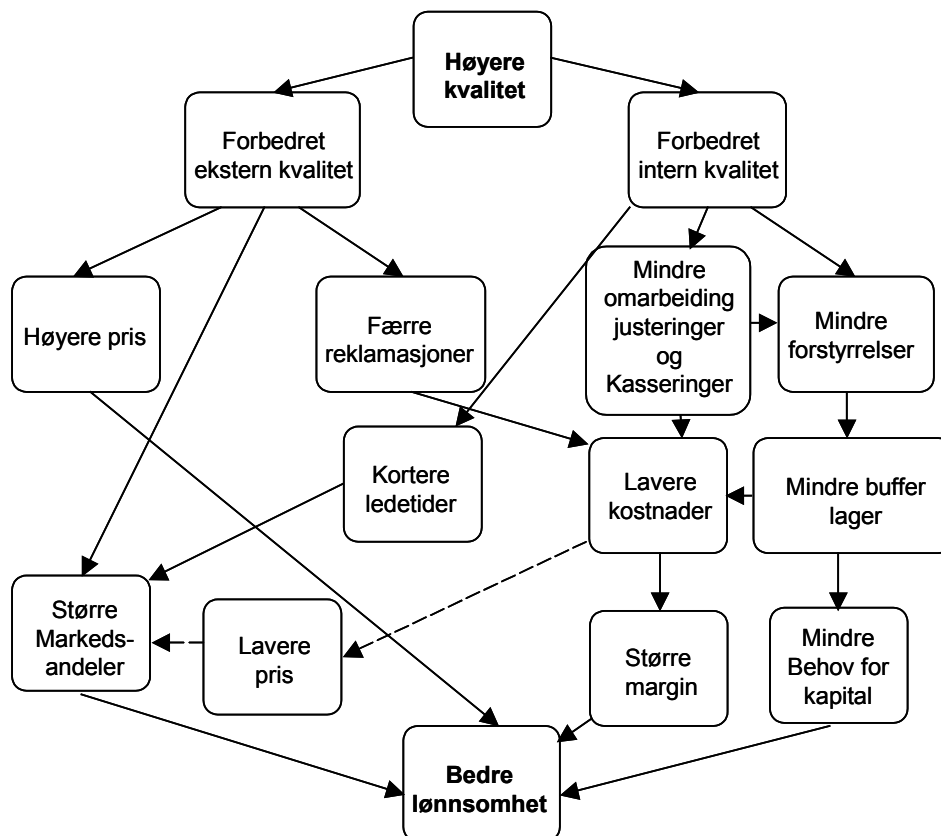 Høyere
kvalitet
Forbedret
ekstern kvalitet
Forbedret
intern kvalitet
Høyere pris
Færre
reklamasjoner
Mindre
omarbeiding
justeringer
og
Kasseringer
Mindre
forstyrrelser
Kortere
ledetider
Lavere
kostnader
Mindre buffer
lager
Større
Markeds-
andeler
Lavere
pris
Større
margin
Mindre
Behov for
kapital
Bedre
lønnsomhet